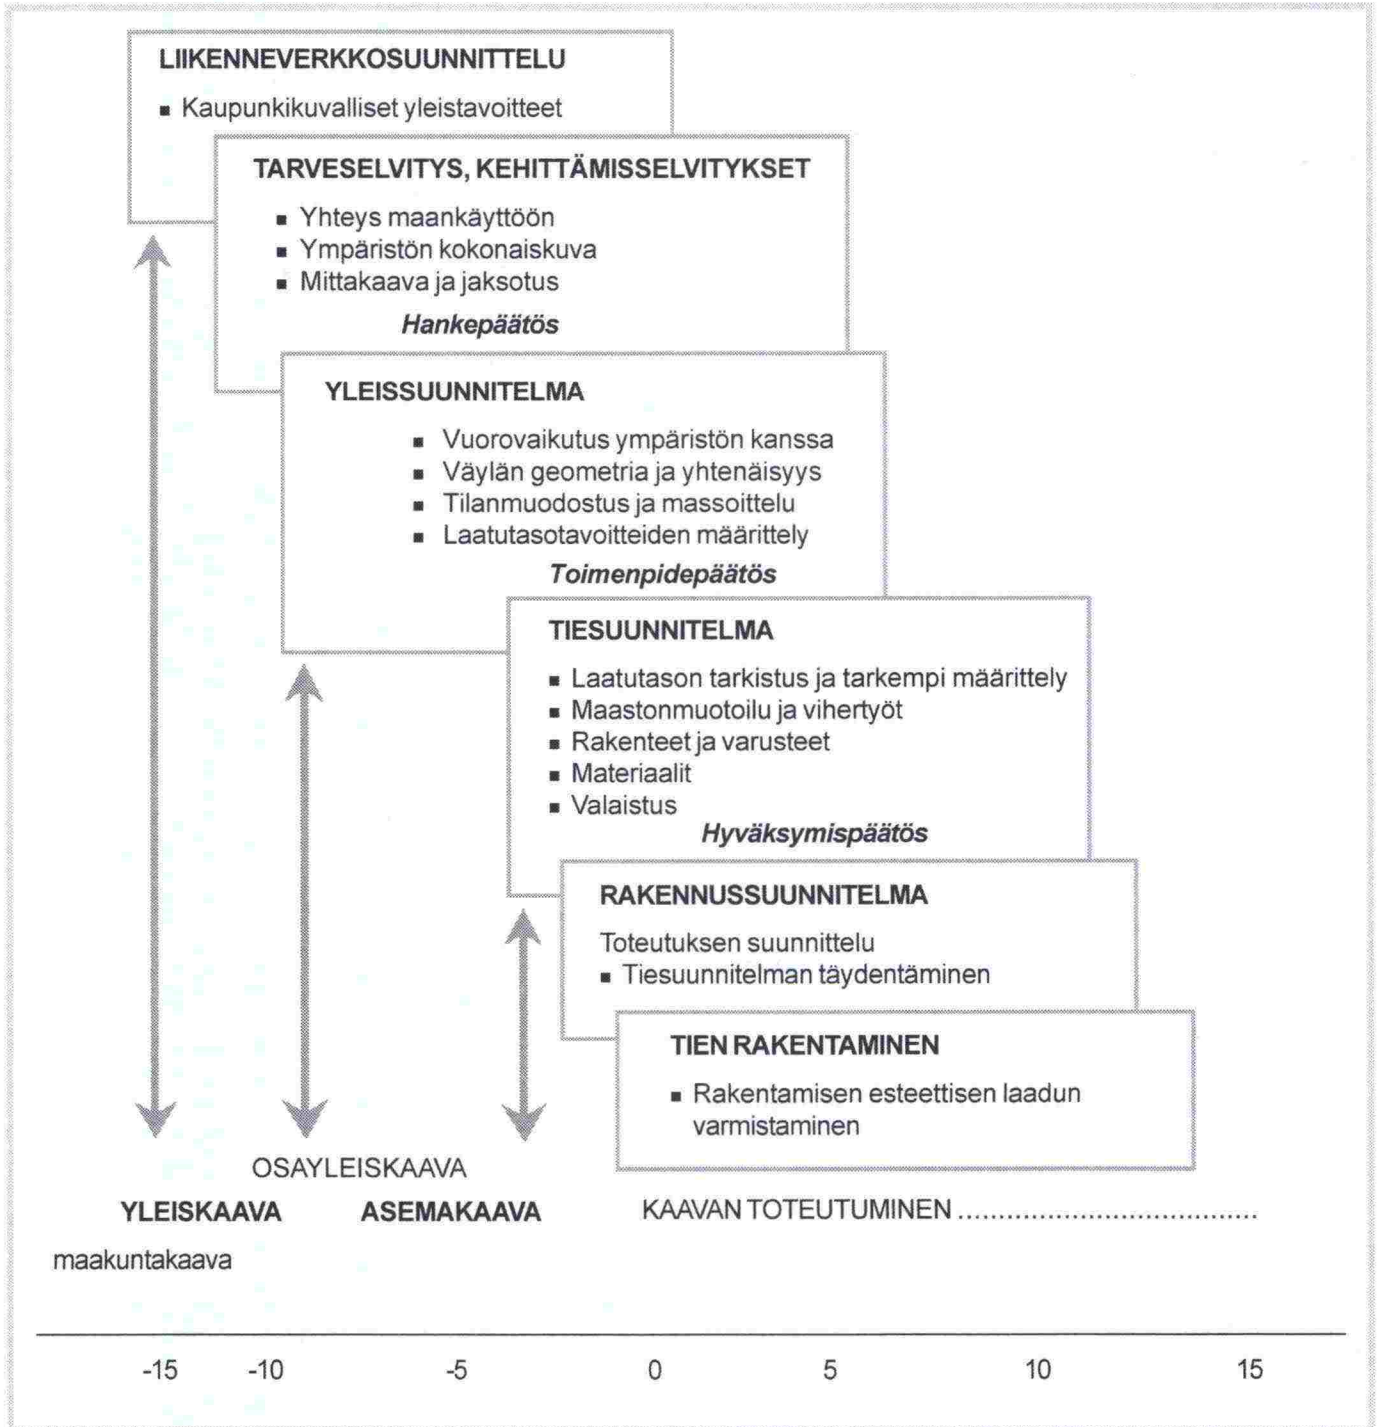 LIIKENNEVERKKOSUUNNITTELU
▪ Kaupunkikuvalliset yleistavoitteet
TARVESELVITYS, KEHITTÄMISSELVITYKSET
▪ Yhteys maankäyttöön
▪ Ympäristön kokonaiskuva
▪ Mittakaava ja jaksotus
Hankepäätös
YLEISSUUNNITELMA
▪ Vuorovaikutus ympäristön kanssa
▪ Väylän geometria ja yhtenäisyys
▪ Tilanmuodostus ja massoittelu
▪ Laatutasotavoitteiden määrittely
Toimenpidepäätös
TIESUUNNITELMA
▪ Laatutason tarkistus ja tarkempi määrittely
▪ Maastonmuotoilu ja vihertyöt
▪ Rakenteet ja varusteet
▪ Materiaalit
▪ Valaistus
Hyväksymispäätös
RAKENNUSSUUNNITELMA
Toteutuksen suunnittelu
▪ Tiesuunnitelman täydentäminen
TIEN RAKENTAMINEN
▪ Rakentamisen esteettisen laadun
varmistaminen
OSAYLEISKAAVA
YLEISKAAVA ASEMAKAAVA KAAVAN TOTEUTUMINEN ....................................
maakuntakaava
-15 -10 -5 0 5 10 15